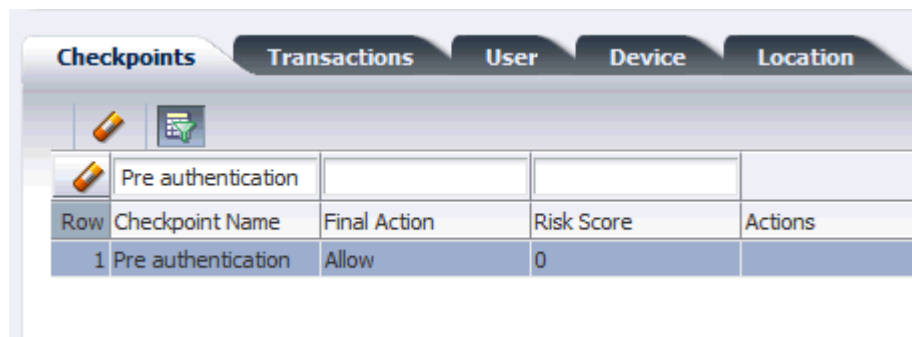 Checkpoints Transactions User Device Location
Pre authentication
Row Checkpoint Name Final Action Risk Score Actions
1 Pre authentication Allow 0